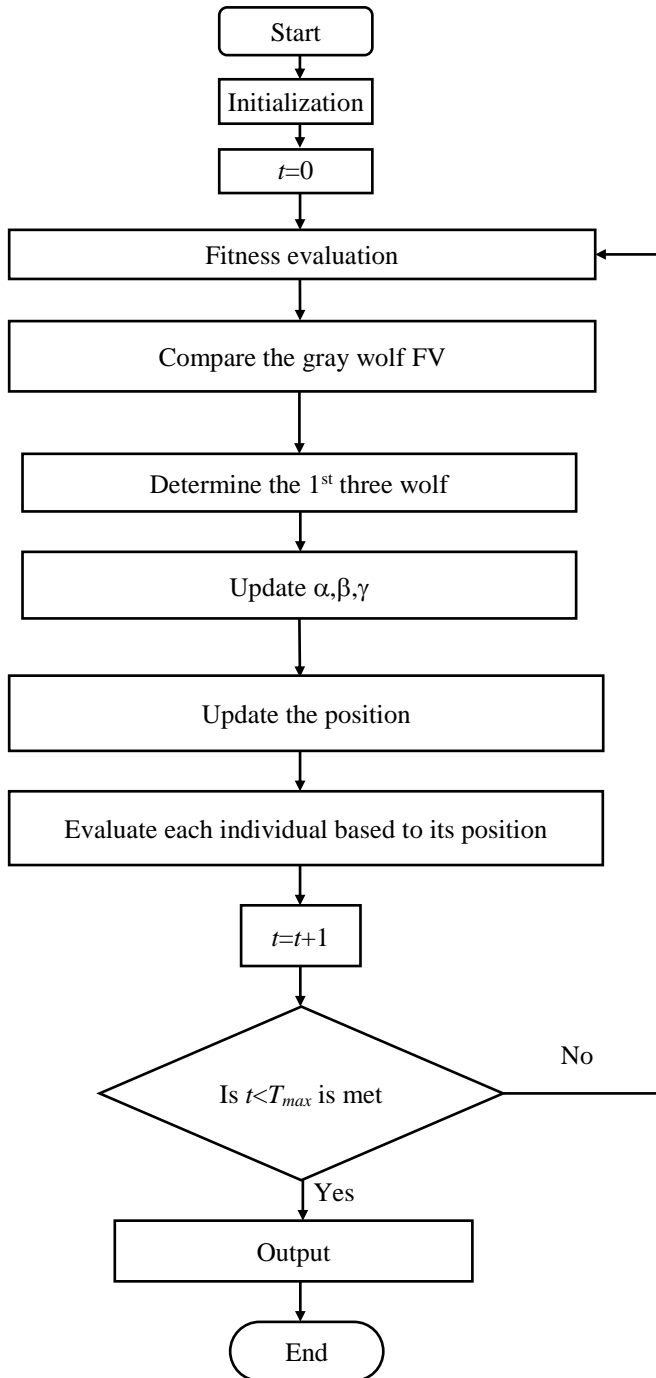 Start
Initialization
t=0
Fitness evaluation
Compare the gray wolf FV
Determine the 1st three wolf
Update α,β,γ
Update the position
Evaluate each individual based to its position
t=t+1
Is t<Tmax is met
No
Yes
Output
End